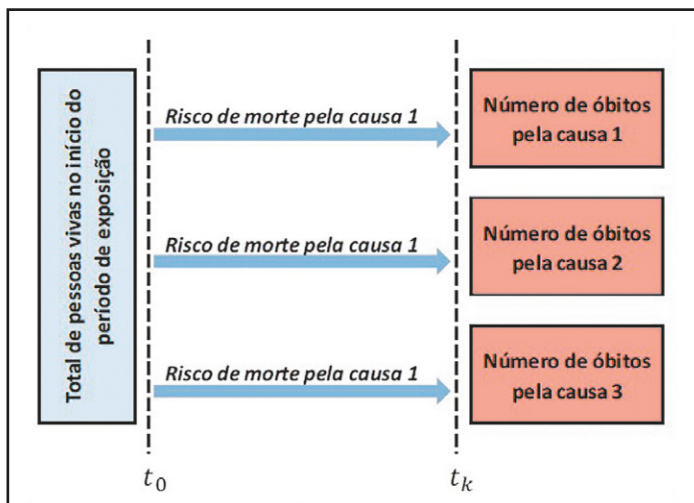 Total de pessoas vivas no início do
período de exposição
Risco de morte pela causa 1
Número de óbitos
pela causa 1
Risco de morte pela causa 1
Número de óbitos
pela causa 2
Risco de morte pela causa 1
Número de óbitos
pela causa 3
t₀
tₖ